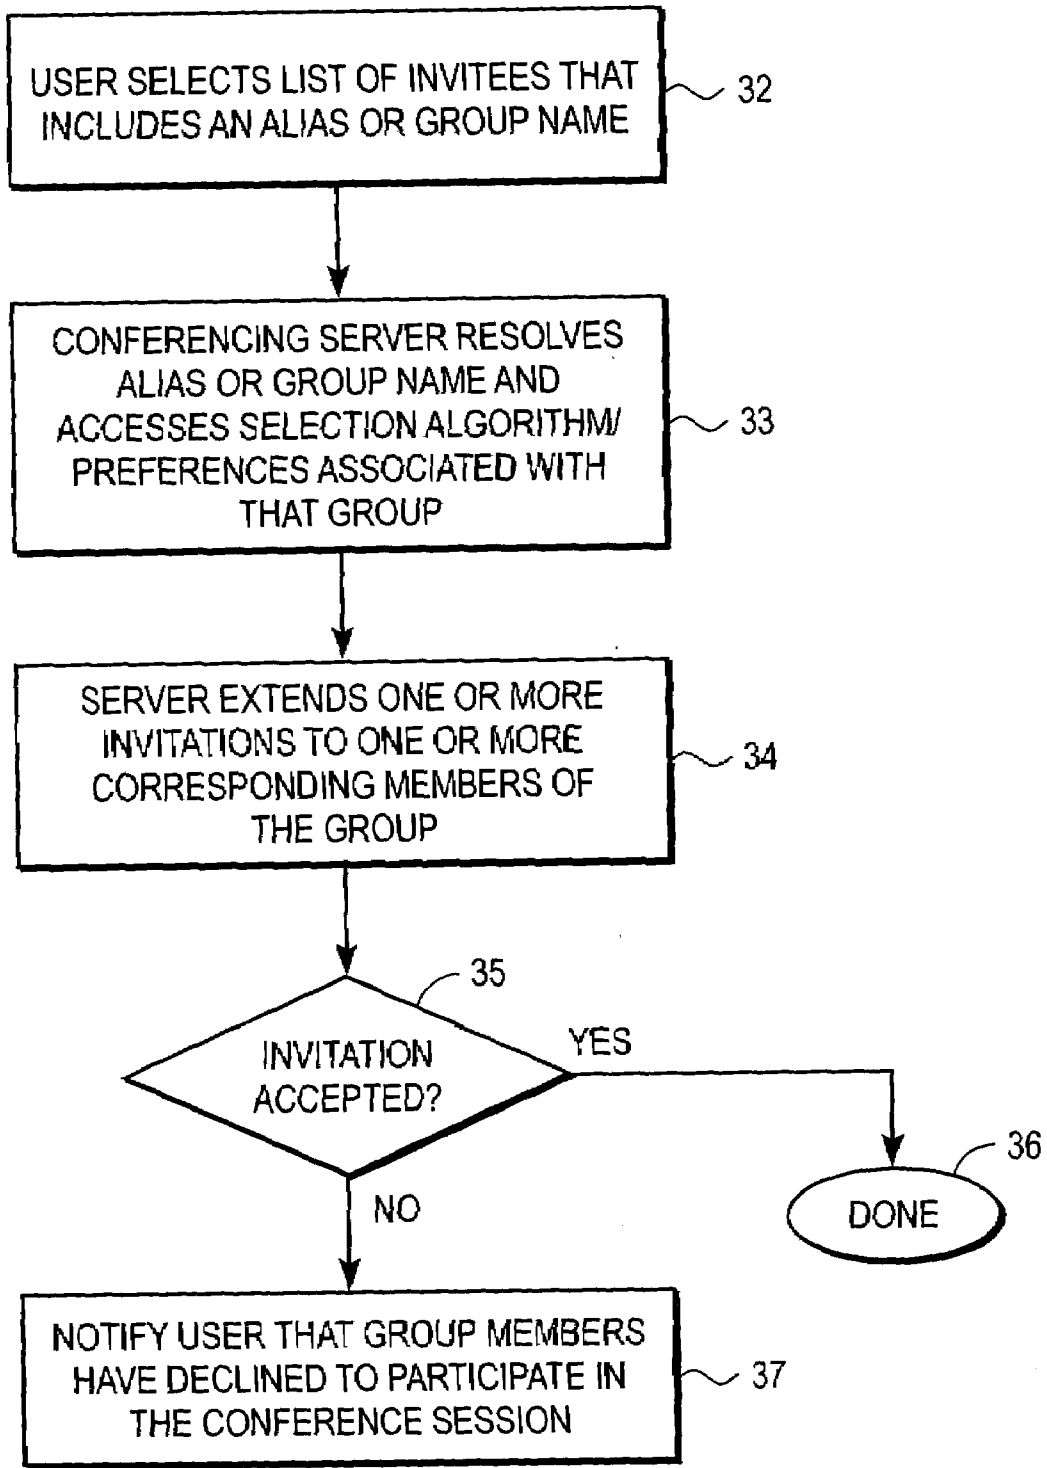 USER SELECTS LIST OF INVITEES THAT
INCLUDES AN ALIAS OR GROUP NAME
32
CONFERENCING SERVER RESOLVES
ALIAS OR GROUP NAME AND
ACCESSES SELECTION ALGORITHM/
PREFERENCES ASSOCIATED WITH
THAT GROUP
33
SERVER EXTENDS ONE OR MORE
INVITATIONS TO ONE OR MORE
CORRESPONDING MEMBERS OF
THE GROUP
34
35
INVITATION
ACCEPTED?
YES
36
DONE
NO
NOTIFY USER THAT GROUP MEMBERS
HAVE DECLINED TO PARTICIPATE IN
THE CONFERENCE SESSION
37